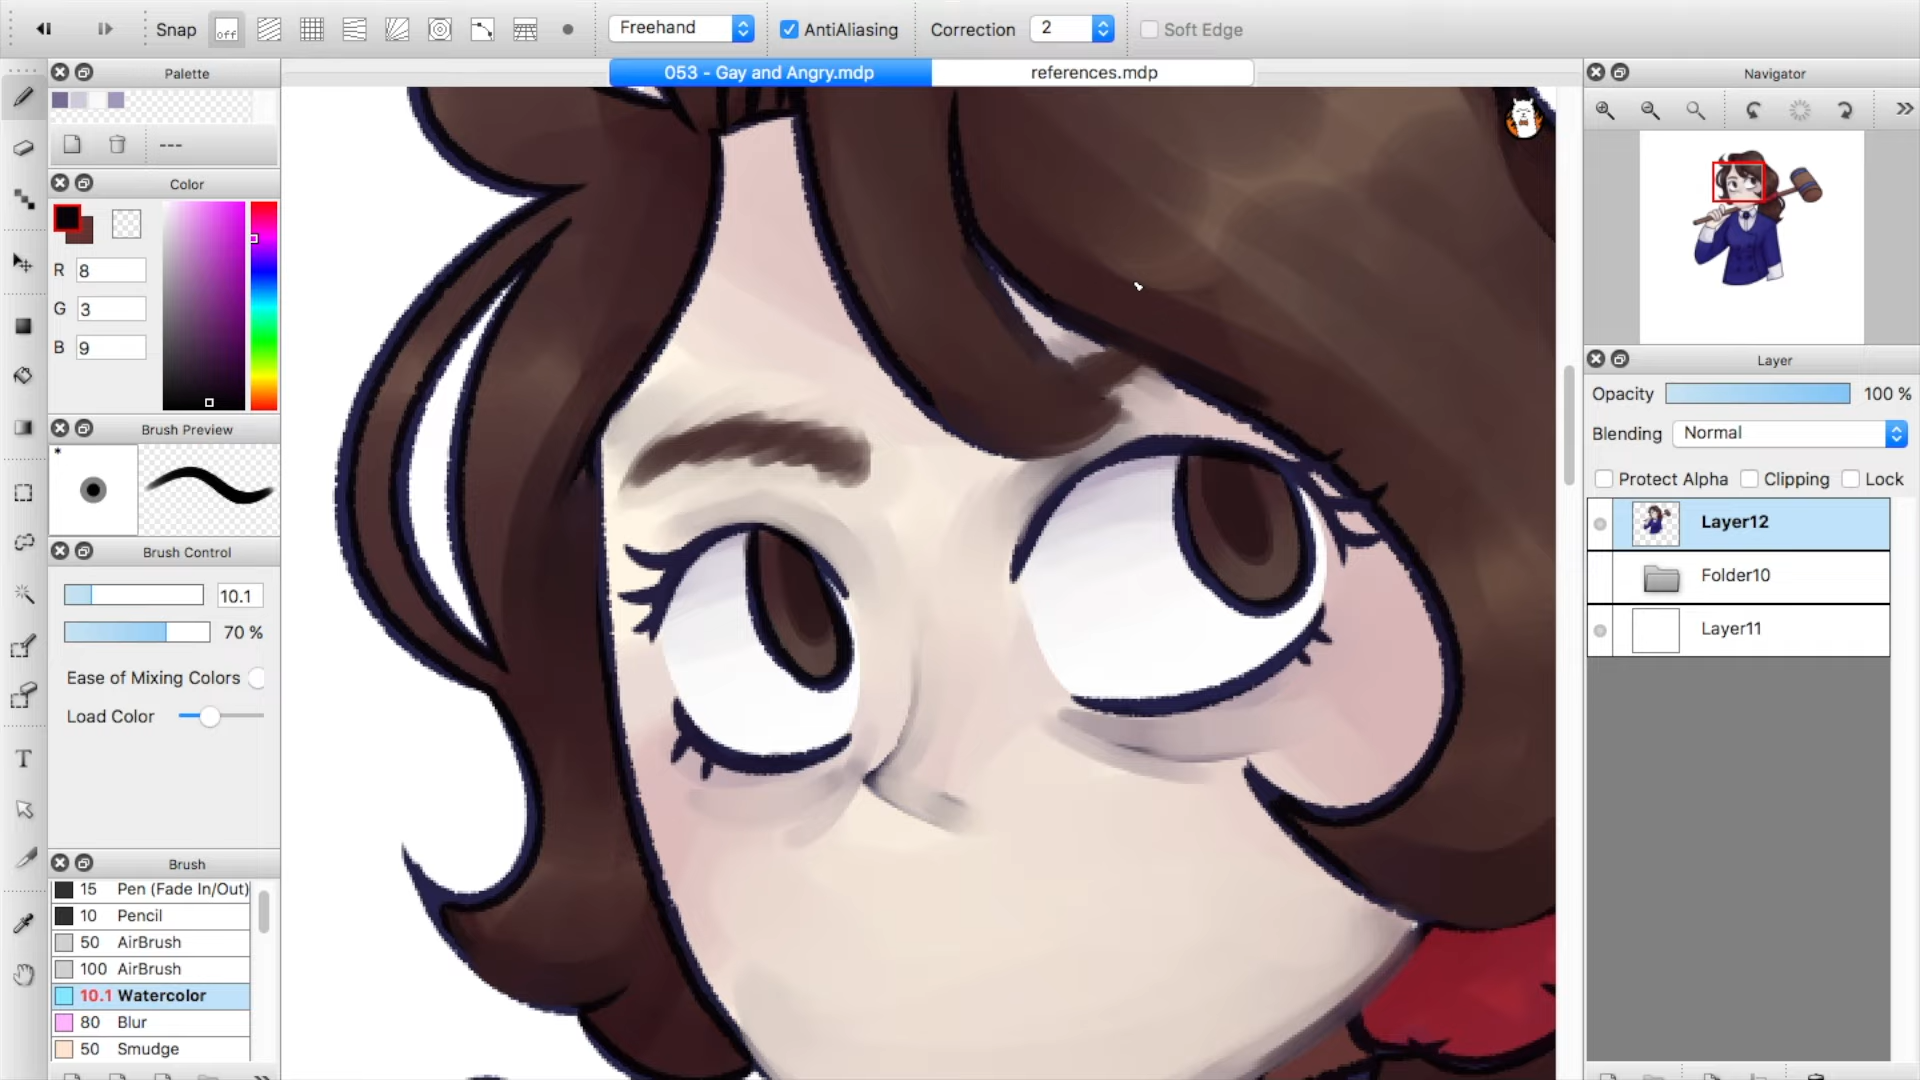 Snap
off
Freehand
AntiAliasing
Correction
2
Soft Edge
Palette
053 - Gay and Angry.mdp
references.mdp
Navigator
---
Color
R 8
G 3
B 9
Brush Preview
*
Brush Control
10.1
70 %
Ease of Mixing Colors
Load Color
Brush
15 Pen (Fade In/Out)
10 Pencil
50 AirBrush
100 AirBrush
10.1 Watercolor
80 Blur
50 Smudge
T
Layer
Opacity
100 %
Blending
Normal
Protect Alpha
Clipping
Lock
Layer12
Folder10
Layer11